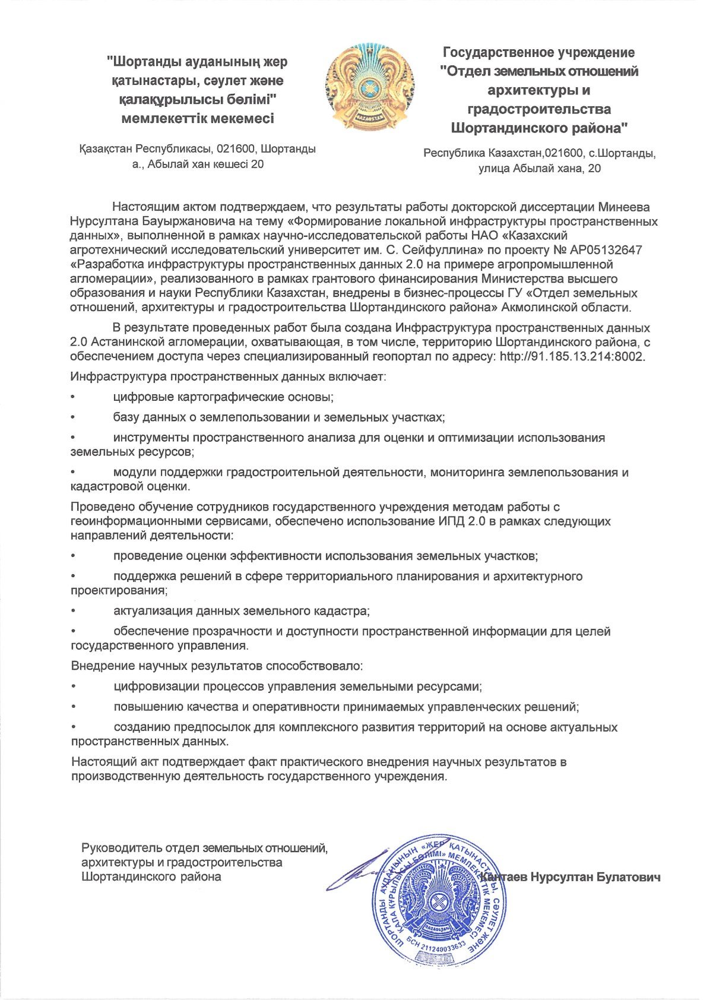 "Шортанды ауданының жер
қатынастары, сәулет және
қалақұрылысы бөлімі"
мемлекеттік мекемесі
Қазақстан Республикасы, 021600, Шортанды
а., Абылай хан көшесі 20
QAZAQSTAN
Государственное учреждение
"Отдел земельных отношений
архитектуры и
градостроительства
Шортандинского района"
Республика Казахстан,021600, с.Шортанды,
улица Абылай хана, 20
Настоящим актом подтверждаем, что результаты работы докторской диссертации Минеева
Нурсултана Бауыржановича на тему «Формирование локальной инфраструктуры пространственных
данных», выполненной в рамках научно-исследовательской работы НАО «Казахский
агротехнический исследовательский университет им. С. Сейфуллина» по проекту № АР05132647
«Разработка инфраструктуры пространственных данных 2.0 на примере агропромышленной
агломерации», реализованного в рамках грантового финансирования Министерства высшего
образования и науки Республики Казахстан, внедрены в бизнес-процессы ГУ «Отдел земельных
отношений, архитектуры и градостроительства Шортандинского района» Акмолинской области.
В результате проведенных работ была создана Инфраструктура пространственных данных
2.0 Астанинской агломерации, охватывающая, в том числе, территорию Шортандинского района, с
обеспечением доступа через специализированный геопортал по адресу: http://91.185.13.214:8002.
Инфраструктура пространственных данных включает:
• цифровые картографические основы;
• базу данных о землепользовании и земельных участках;
• инструменты пространственного анализа для оценки и оптимизации использования
земельных ресурсов;
• модули поддержки градостроительной деятельности, мониторинга землепользования и
кадастровой оценки.
Проведено обучение сотрудников государственного учреждения методам работы с
геоинформационными сервисами, обеспечено использование ИПД 2.0 в рамках следующих
направлений деятельности:
• проведение оценки эффективности использования земельных участков;
• поддержка решений в сфере территориального планирования и архитектурного
проектирования;
• актуализация данных земельного кадастра;
• обеспечение прозрачности и доступности пространственной информации для целей
государственного управления.
Внедрение научных результатов способствовало:
• цифровизации процессов управления земельными ресурсами;
• повышению качества и оперативности принимаемых управленческих решений;
• созданию предпосылок для комплексного развития территорий на основе актуальных
пространственных данных.
Настоящий акт подтверждает факт практического внедрения научных результатов в
производственную деятельность государственного учреждения.
Руководитель отдел земельных отношений,
архитектуры и градостроительства
Шортандинского района
Кантаев Нурсултан Булатович
ШОРТАНДЫ АУДАНЫНЫҢ «ЖЕР ҚАТЫНАСТАРЫ, СӘУЛЕТ ЖӘНЕ
ҚАЛА ҚҰРЫЛЫСЫ БӨЛІМІ» МЕМЛЕКЕТТІК МЕКЕМЕСІ
QAZAQSTAN
БСН 211240033633